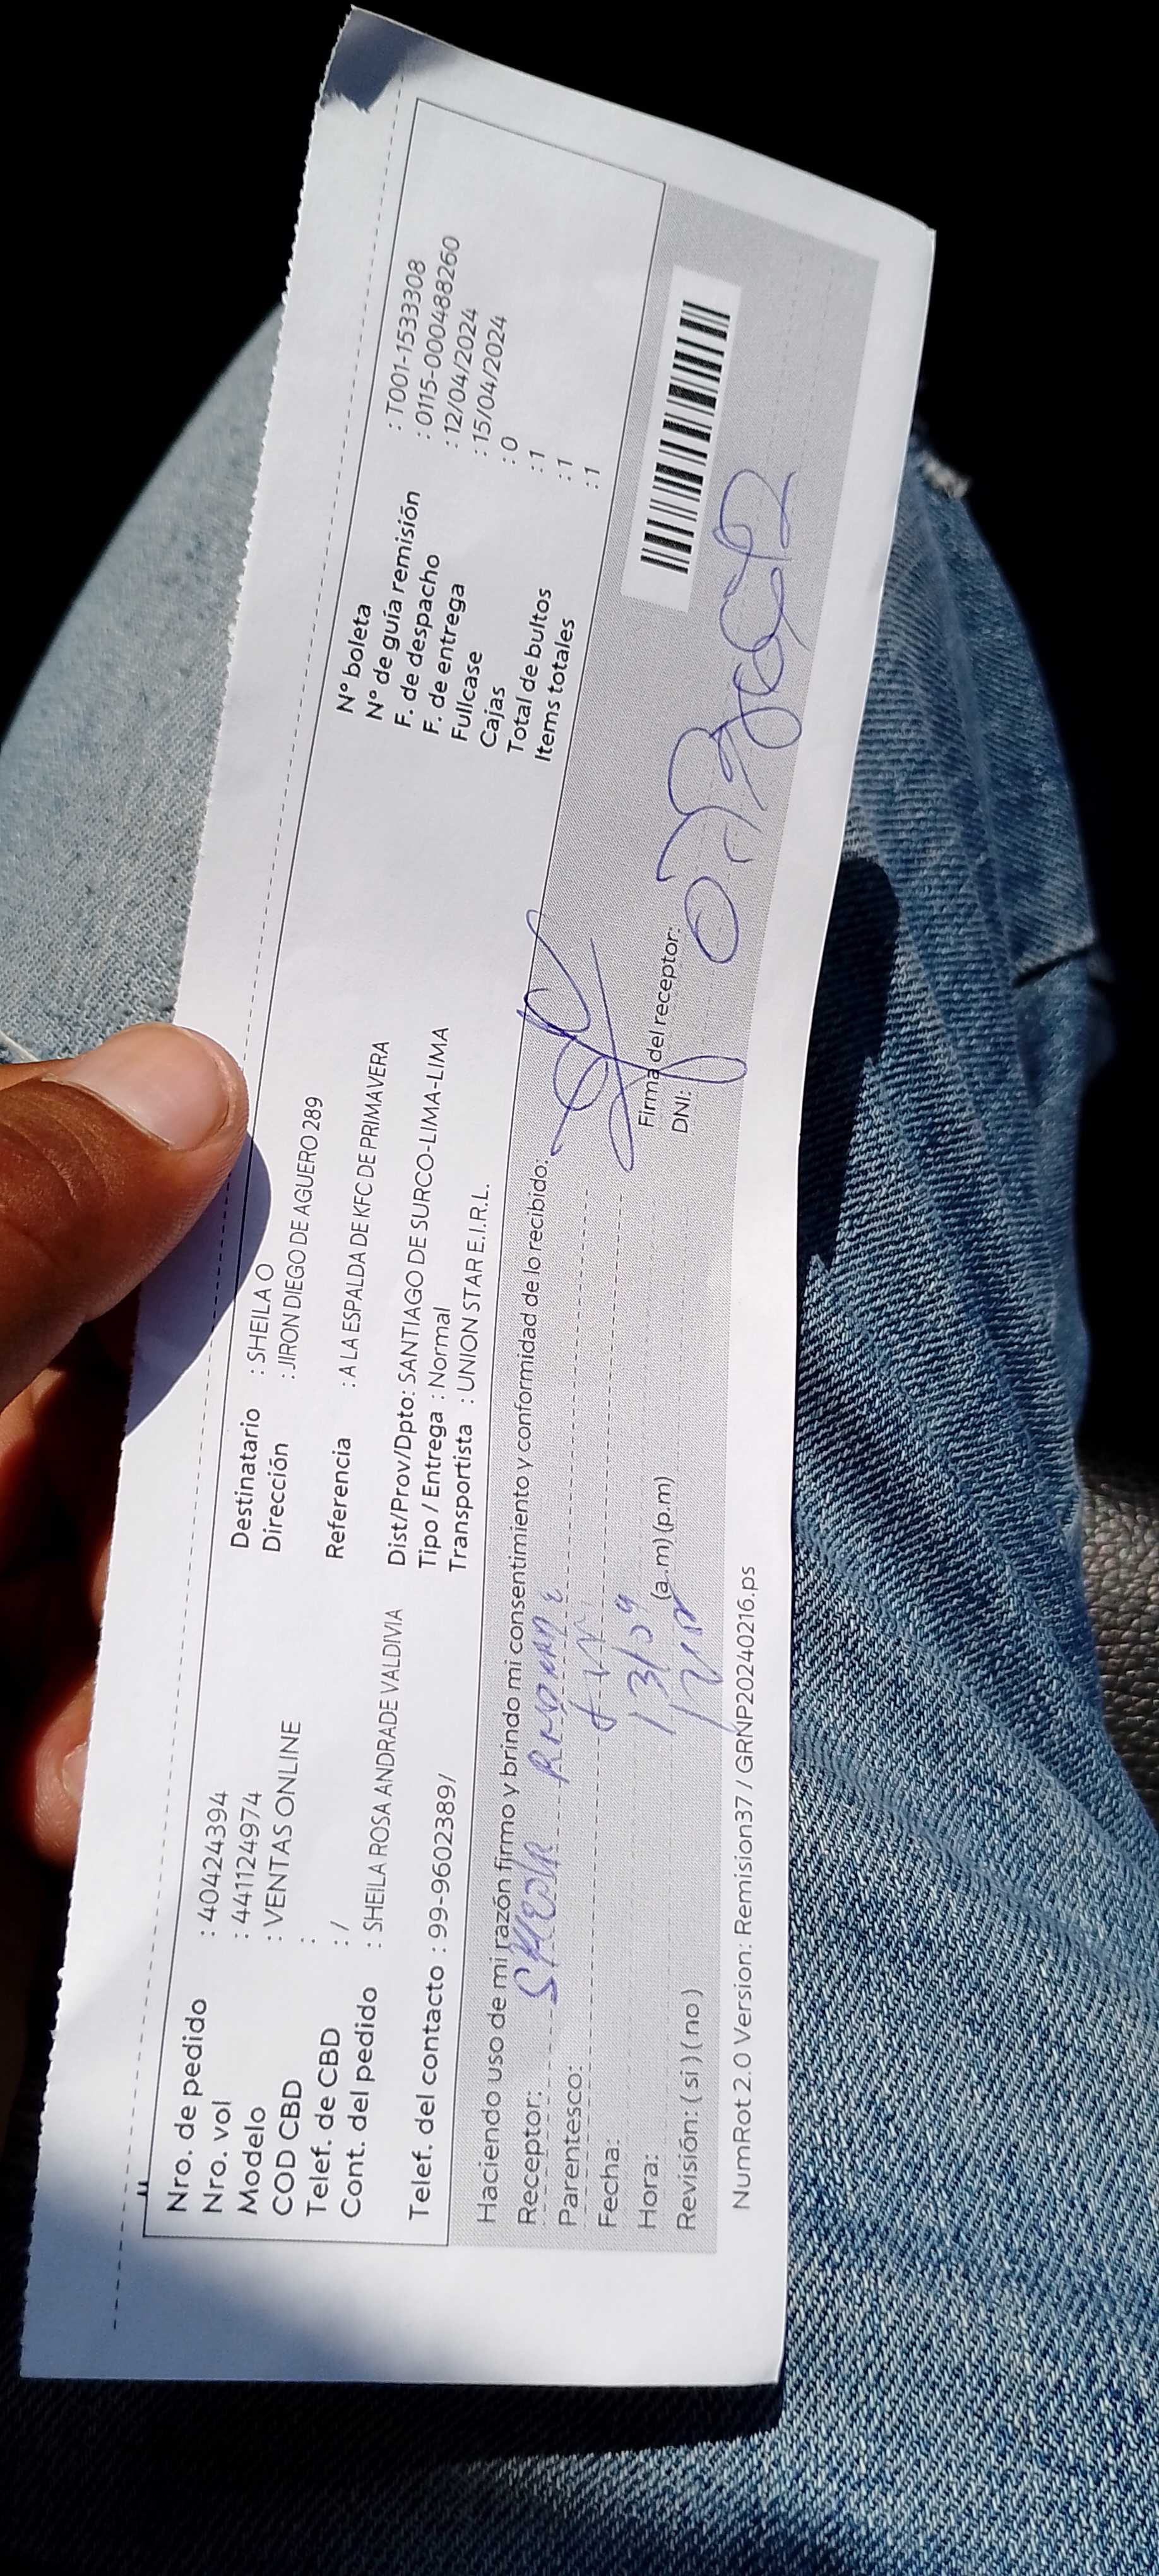 Nro. de pedido : 40424394
Nro. vol : 441124974
Modelo : VENTAS ONLINE
COD CBD :
Telef. de CBD : /
Cont. del pedido : SHEILA ROSA ANDRADE VALDIVIA
Telef. del contacto : 99-9602389/
Destinatario : SHEILA O
Dirección : JIRON DIEGO DE AGUERO 289
Referencia : A LA ESPALDA DE KFC DE PRIMAVERA
Dist/Prov/Dpto: SANTIAGO DE SURCO-LIMA-LIMA
Tipo / Entrega : Normal
Transportista : UNION STAR E.I.R.L.
N° boleta : T001-1533308
N° de guía remisión : 0115-000488260
F. de despacho : 12/04/2024
F. de entrega : 15/04/2024
Fullcase : 0
Cajas : 1
Total de bultos : 1
Items totales : 1
Haciendo uso de mi razón firmo y brindo mi consentimiento y conformidad de lo recibido:
Receptor:
Parentesco:
Fecha: 13/04
Hora: (a.m) (p.m)
Revisión: ( si ) ( no )
Firma del receptor:
DNI:
NumRot 2.0 Version: Remision37 / GRNP20240216.ps